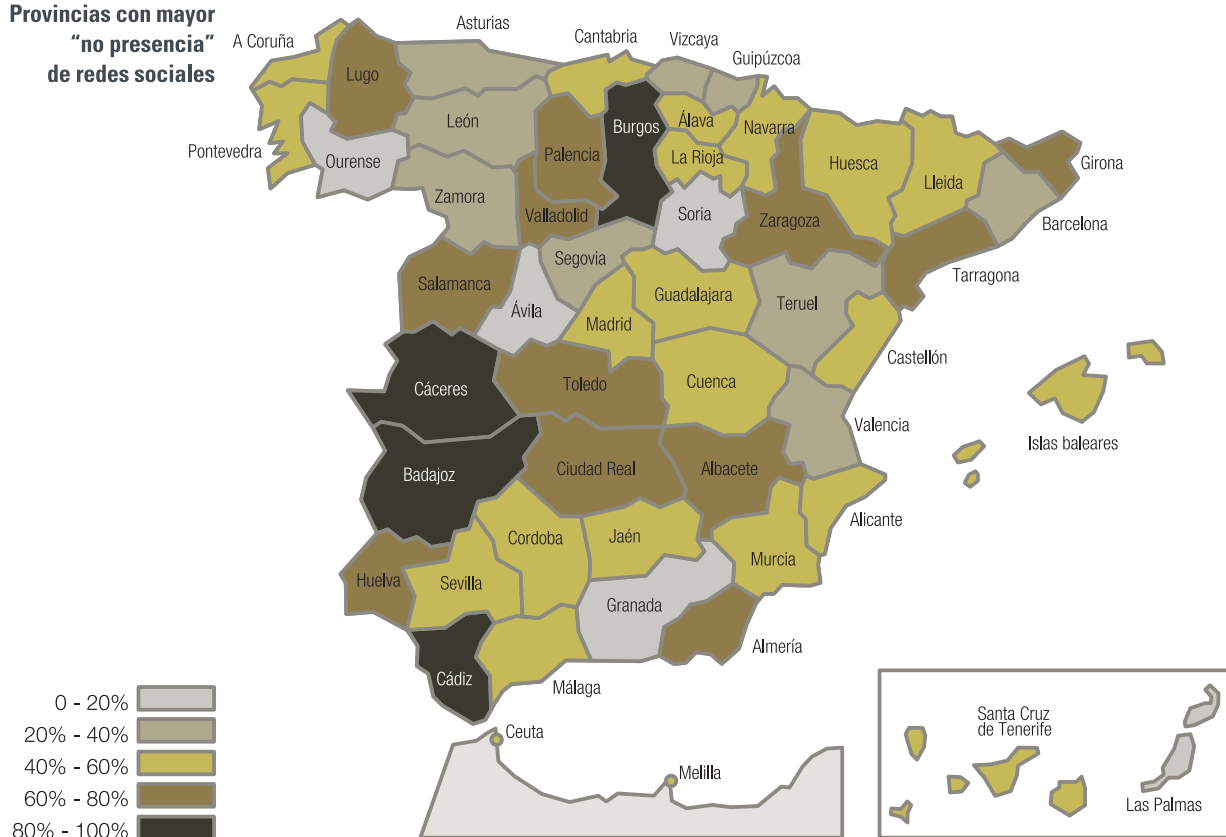 Provincias con mayor
“no presencia”
de redes sociales
A Coruña
Asturias
Cantabria
Vizcaya
Guipúzcoa
Lugo
León
Palencia
Burgos
Álava
Navarra
Pontevedra
Ourense
La Rioja
Huesca
Lleida
Girona
Zamora
Valladolid
Soria
Zaragoza
Barcelona
Segovia
Salamanca
Ávila
Guadalajara
Teruel
Tarragona
Madrid
Castellón
Cáceres
Toledo
Cuenca
Valencia
Islas baleares
Badajoz
Ciudad Real
Albacete
Alicante
Cordoba
Jaén
Murcia
Huelva
Sevilla
Granada
Almería
Cádiz
Málaga
0 - 20%
20% - 40%
40% - 60%
60% - 80%
80% - 100%
Ceuta
Melilla
Santa Cruz
de Tenerife
Las Palmas